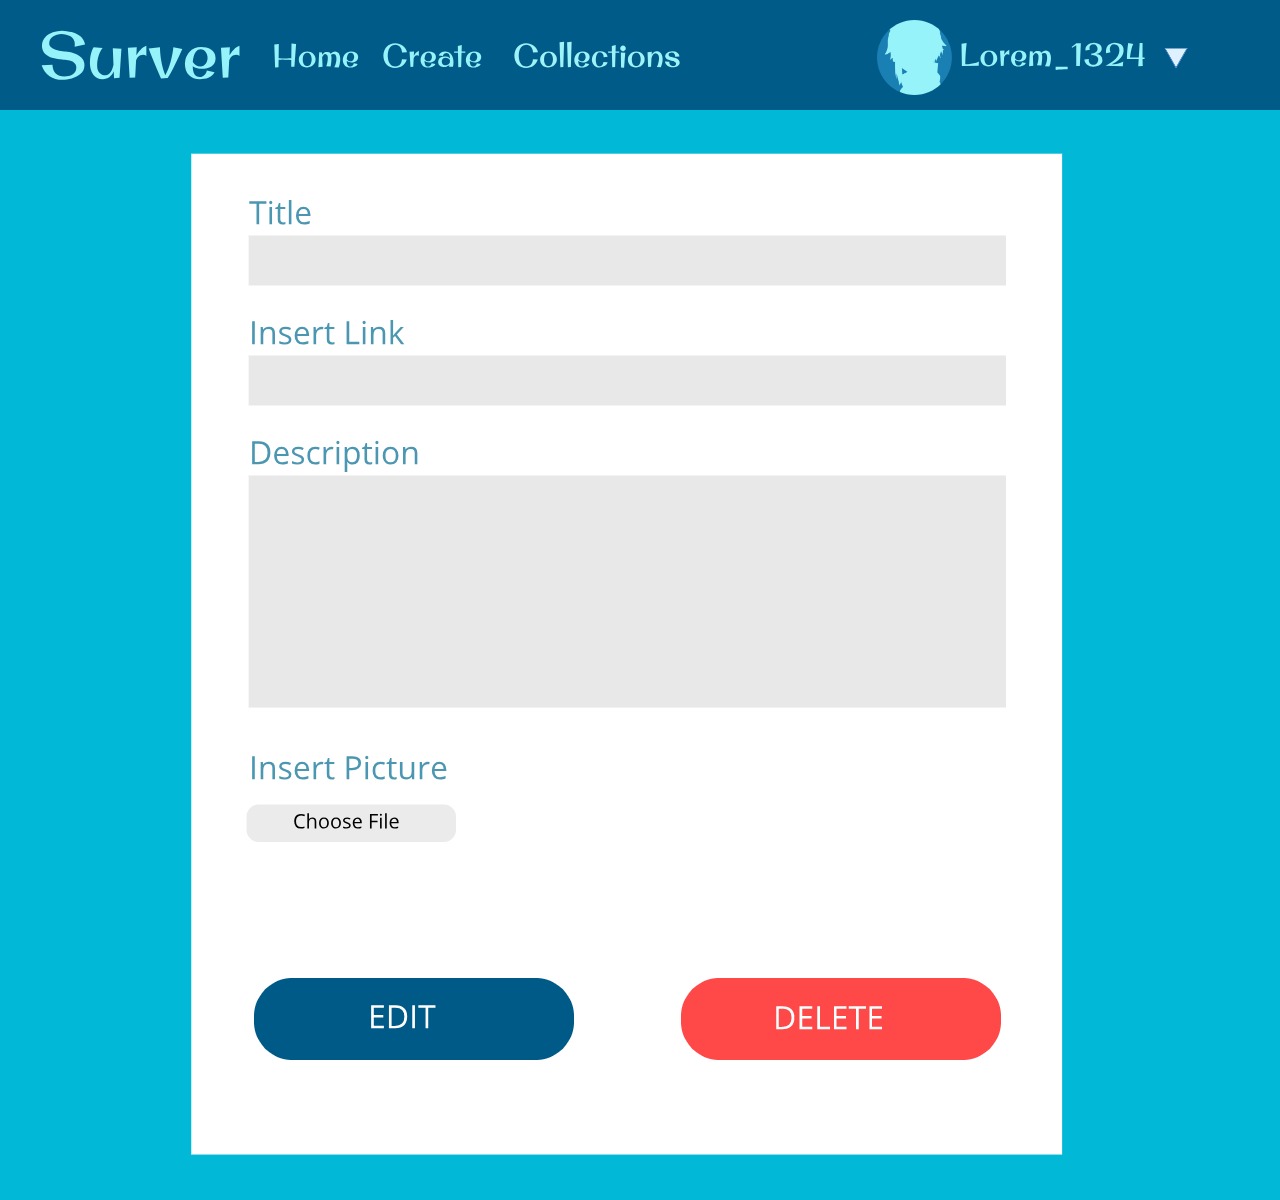 Surver Home Create Collections Lorem_1324 ▼
Title
Insert Link
Description
Insert Picture
Choose File
EDIT DELETE